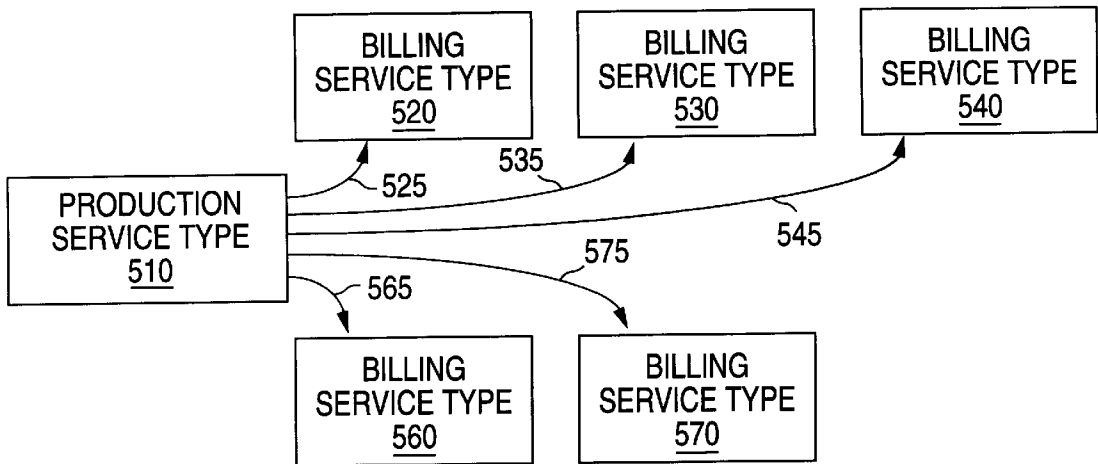 BILLING
SERVICE TYPE
520
BILLING
SERVICE TYPE
530
BILLING
SERVICE TYPE
540
535
525
PRODUCTION
SERVICE TYPE
510
545
575
565
BILLING
SERVICE TYPE
560
BILLING
SERVICE TYPE
570